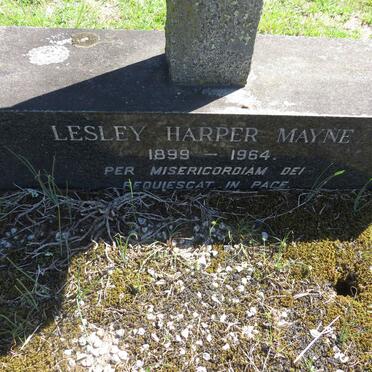 LESLEY HARPER MAYNE
1899 — 1964.
PER MISERICORDIAM DEI
REQUIESCAT IN PACE